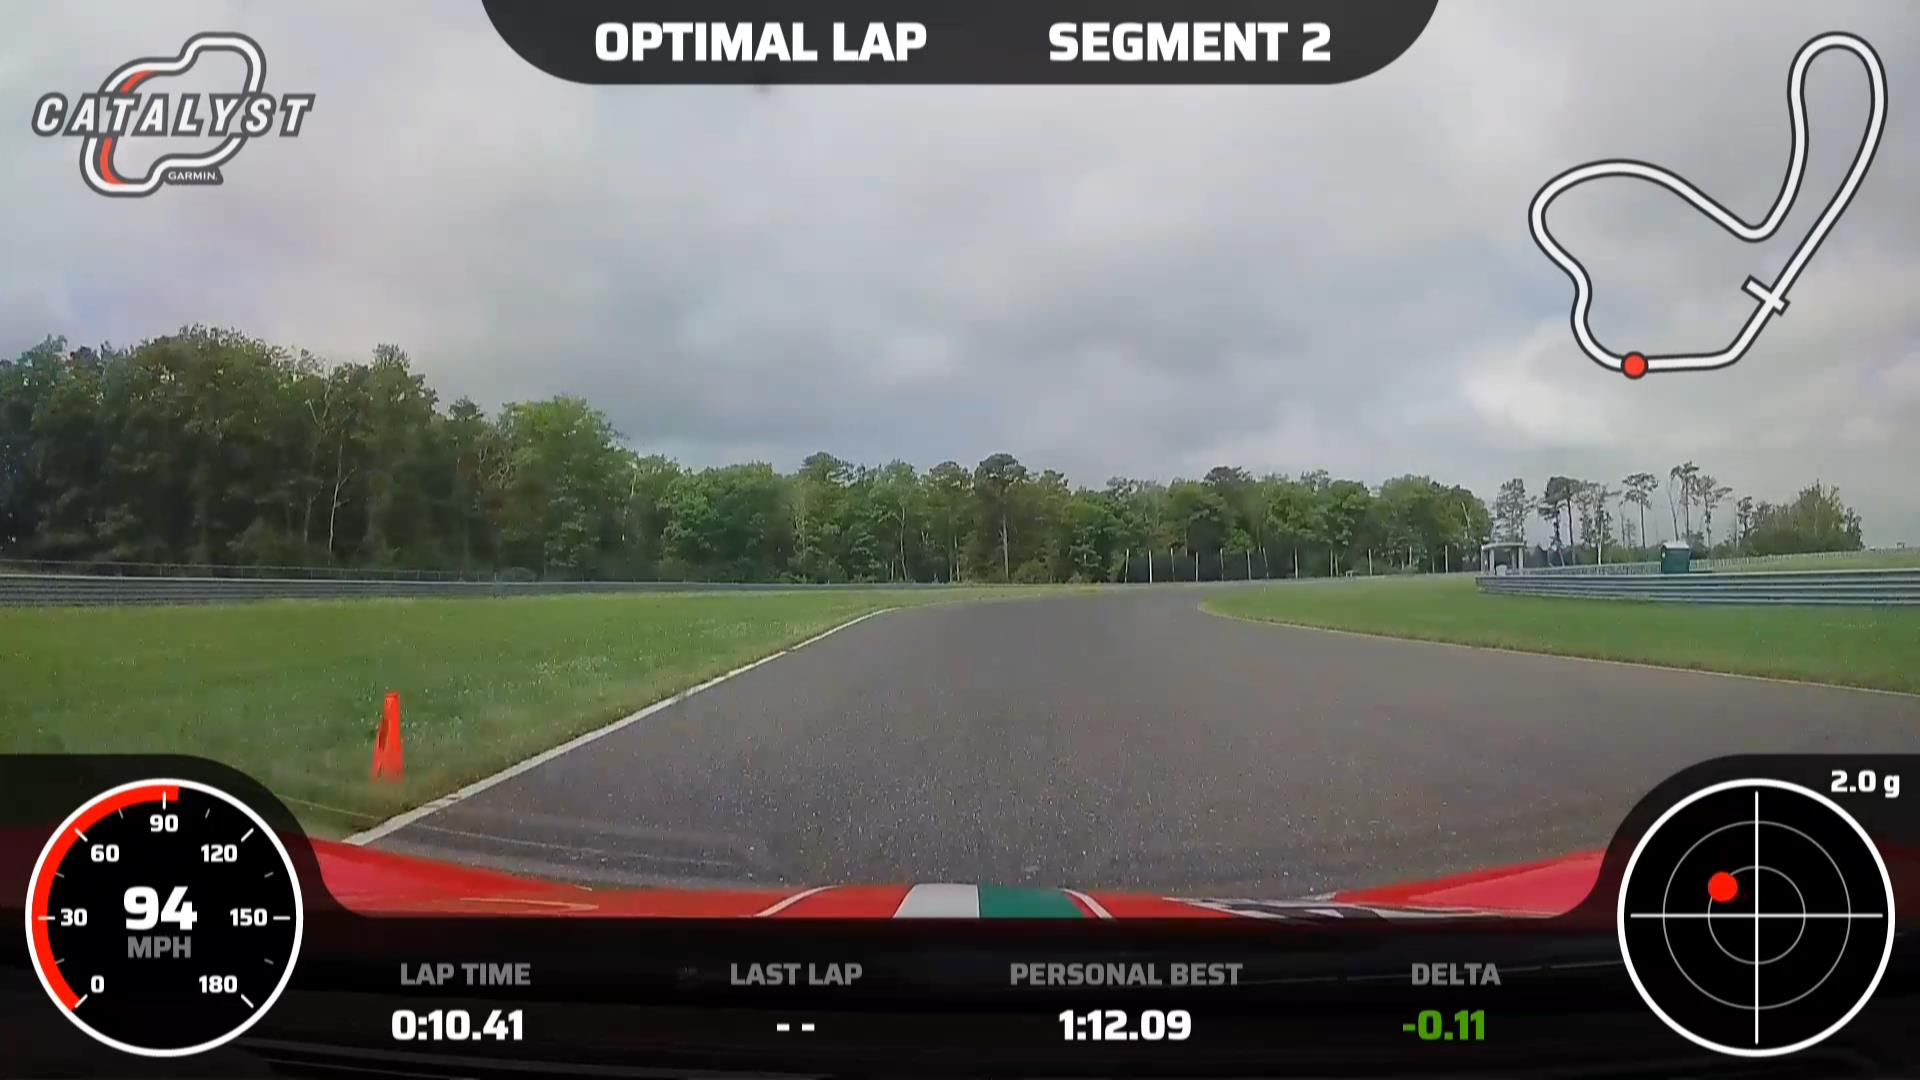 OPTIMAL LAP SEGMENT 2
CATALYST
GARMIN.
2.0 g
90
60 120
94
30 150
MPH
0 180
LAP TIME LAST LAP PERSONAL BEST DELTA
0:10.41 - - 1:12.09 -0.11